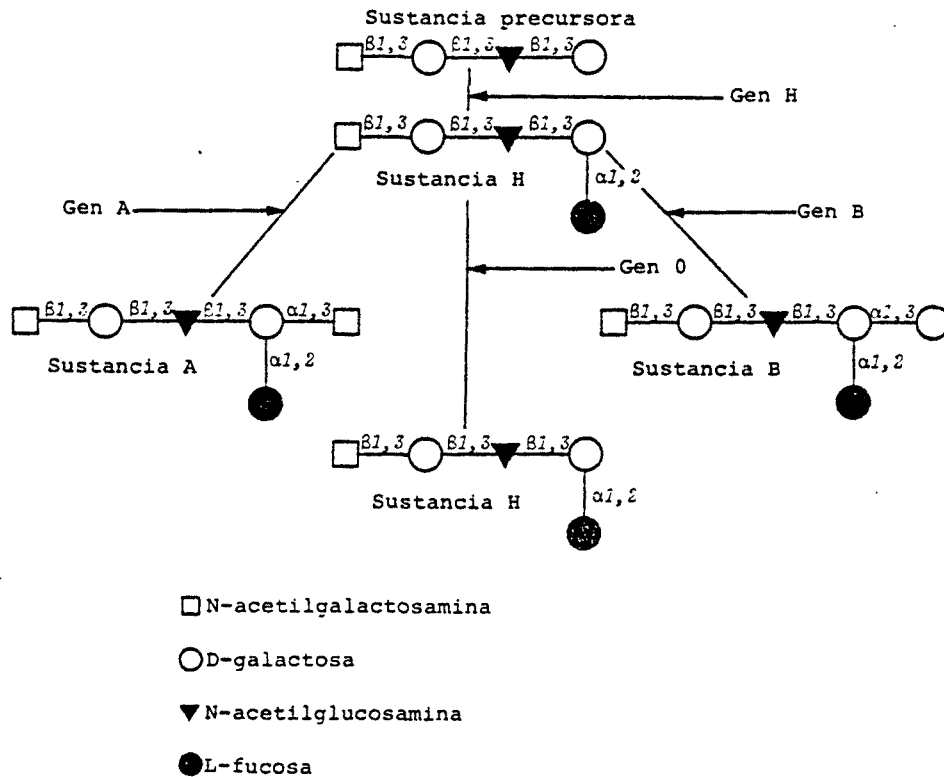 Sustancia precursora
β1,3 β1,3 β1,3
Gen H
β1,3 β1,3 β1,3
Sustancia H
α1,2
Gen A
Gen B
Gen 0
β1,3 β1,3 β1,3 α1,3
Sustancia A
α1,2
β1,3 β1,3 β1,3 α1,3
Sustancia B
α1,2
β1,3 β1,3 β1,3
Sustancia H
α1,2
N-acetilgalactosamina
D-galactosa
N-acetilglucosamina
L-fucosa